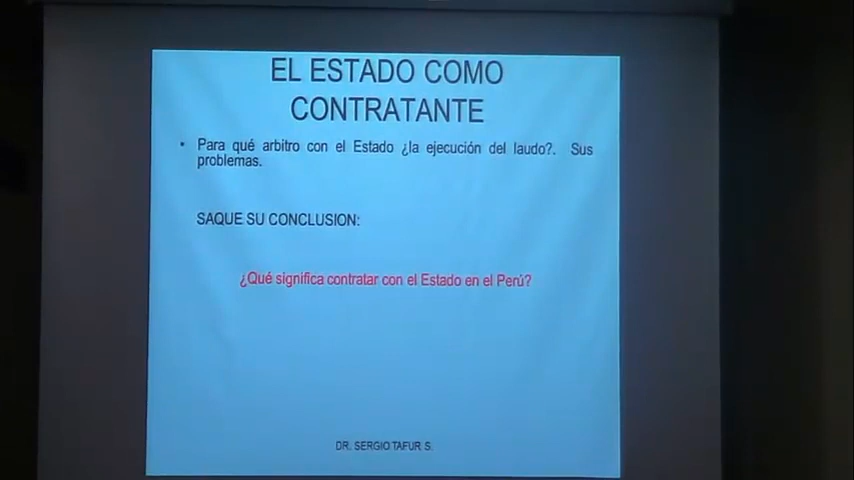 EL ESTADO COMO
CONTRATANTE
• Para qué arbitro con el Estado ¿la ejecución del laudo?. Sus
problemas.
SAQUE SU CONCLUSION:
¿Qué significa contratar con el Estado en el Perú?
DR. SERGIO TAFUR S.